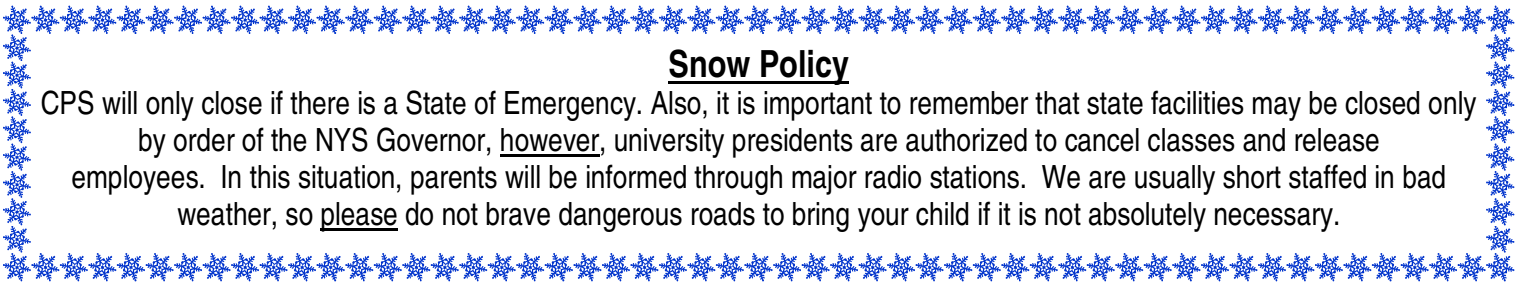 Snow Policy
CPS will only close if there is a State of Emergency. Also, it is important to remember that state facilities may be closed only
by order of the NYS Governor, however, university presidents are authorized to cancel classes and release
employees.  In this situation, parents will be informed through major radio stations.  We are usually short staffed in bad
weather, so please do not brave dangerous roads to bring your child if it is not absolutely necessary.